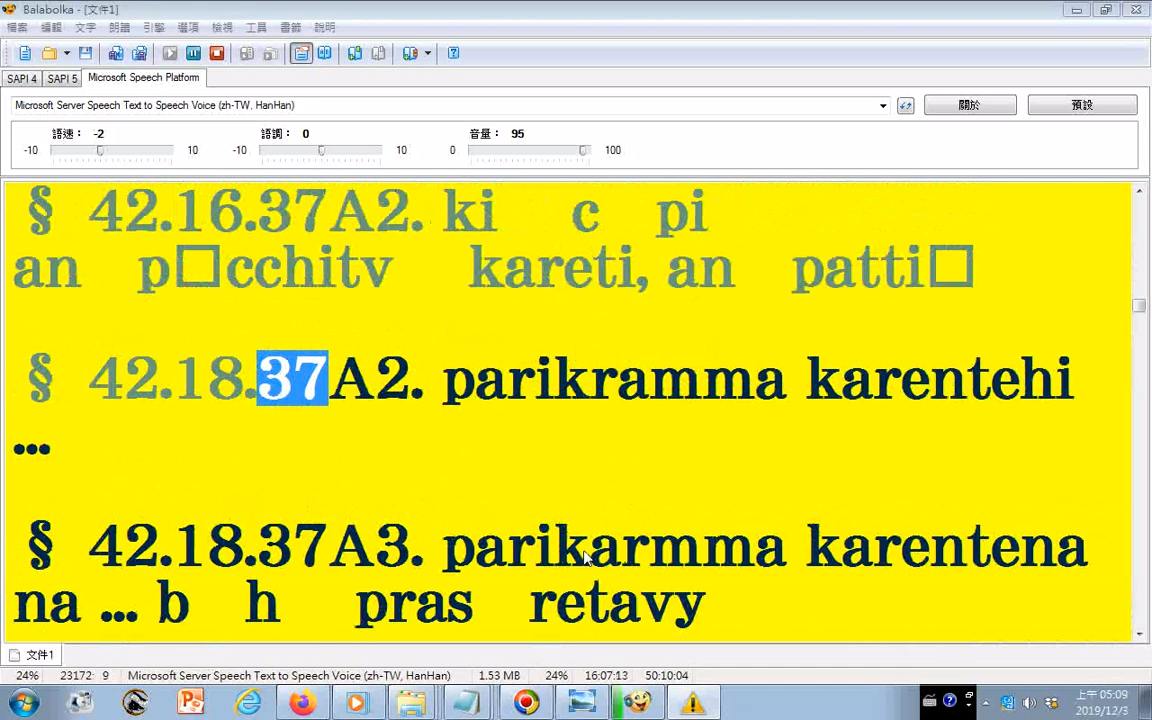 Balabolka - [文件1]
檔案 編輯 文字 朗讀 引擎 選項 檢視 工具 書籤 說明
SAPI 4 SAPI 5 Microsoft Speech Platform
Microsoft Server Speech Text to Speech Voice (zh-TW, HanHan) 關於 預設
語速： -2 語調： 0 音量： 95
-10 10 -10 10 0 100
§ 42.16.37A2. ki c pi
an p□cchitv kareti, an patti□
§ 42.18.37A2. parikramma karentehi
...
§ 42.18.37A3. parikarmma karentena
na ... b h pras retavy
文件1
24% 23172: 9 Microsoft Server Speech Text to Speech Voice (zh-TW, HanHan) 1.53 MB 24% 16:07:13 50:10:04
上午 05:09
2019/12/3